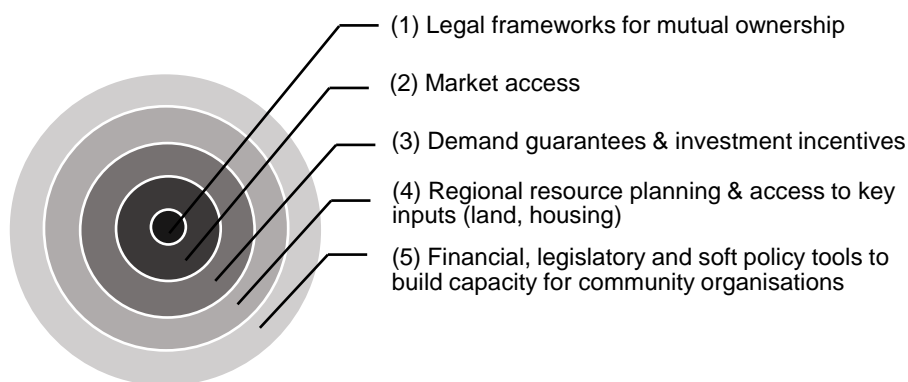 (1) Legal frameworks for mutual ownership
(2) Market access
(3) Demand guarantees & investment incentives
(4) Regional resource planning & access to key
inputs (land, housing)
(5) Financial, legislatory and soft policy tools to
build capacity for community organisations